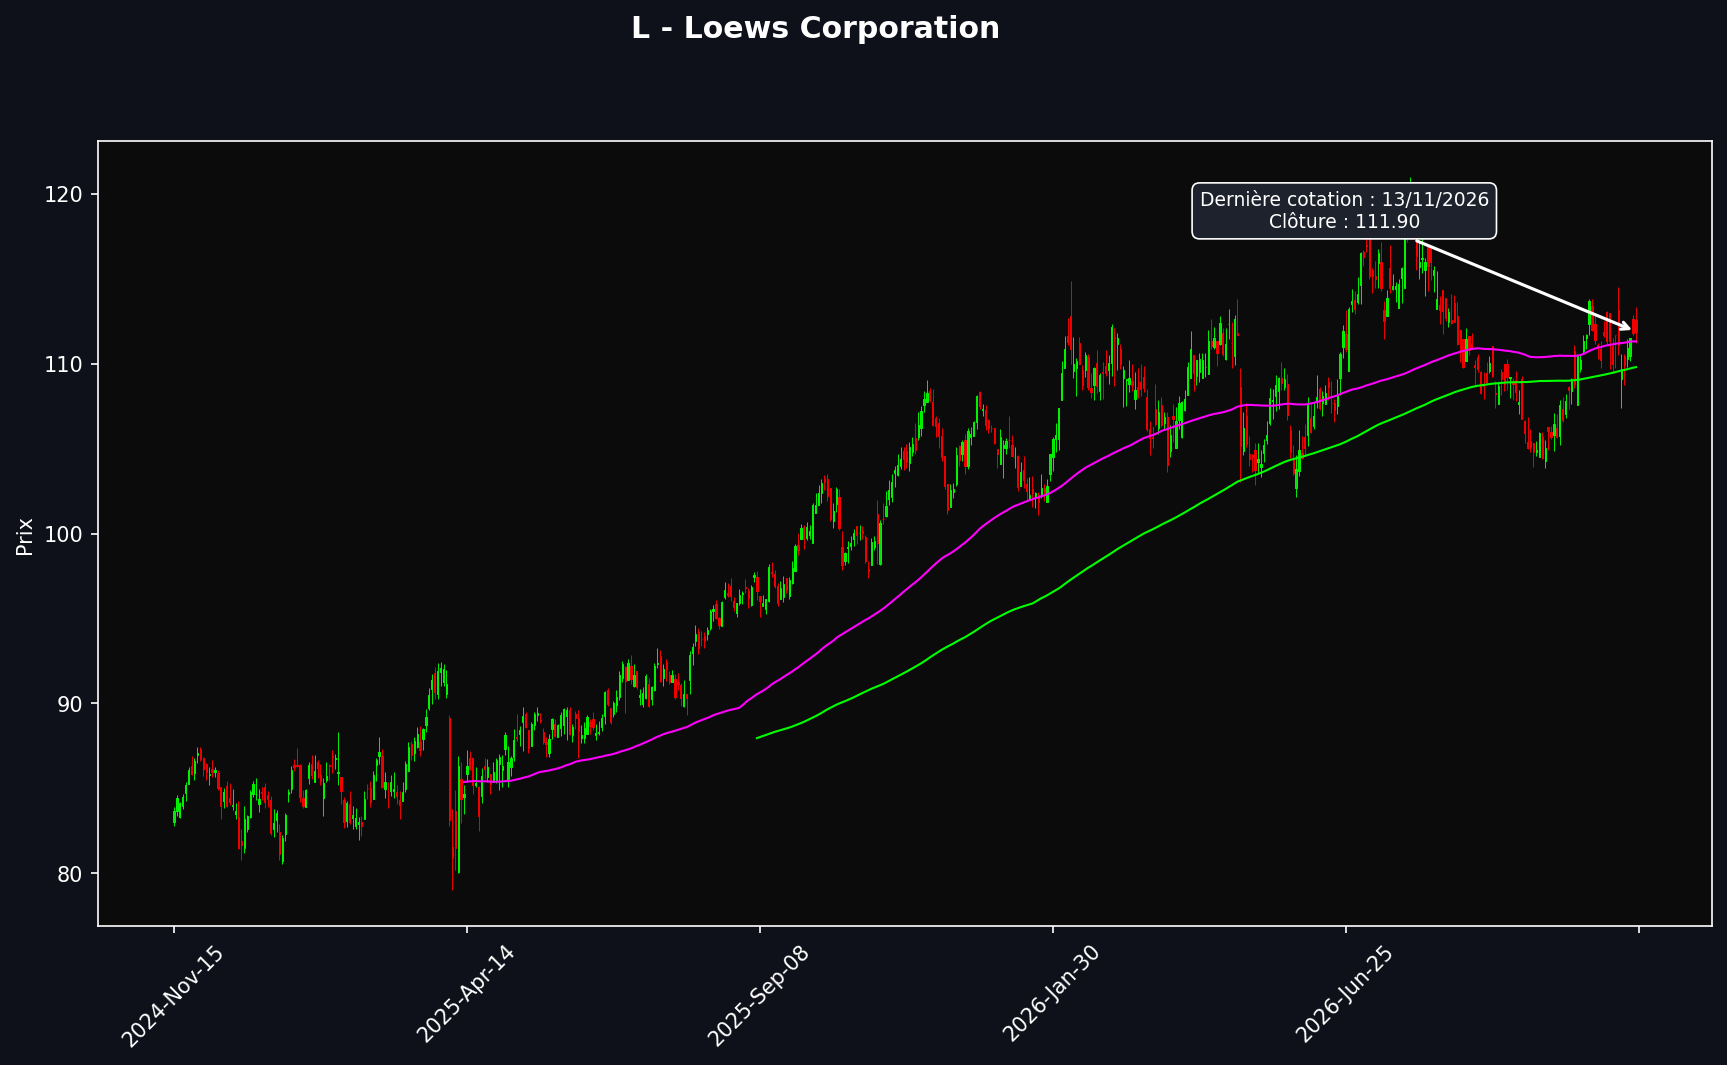 L - Loews Corporation
Dernière cotation : 13/11/2026
Clôture : 111.90
Prix
120
110
100
90
80
2024-Nov-15
2025-Apr-14
2025-Sep-08
2026-Jan-30
2026-Jun-25